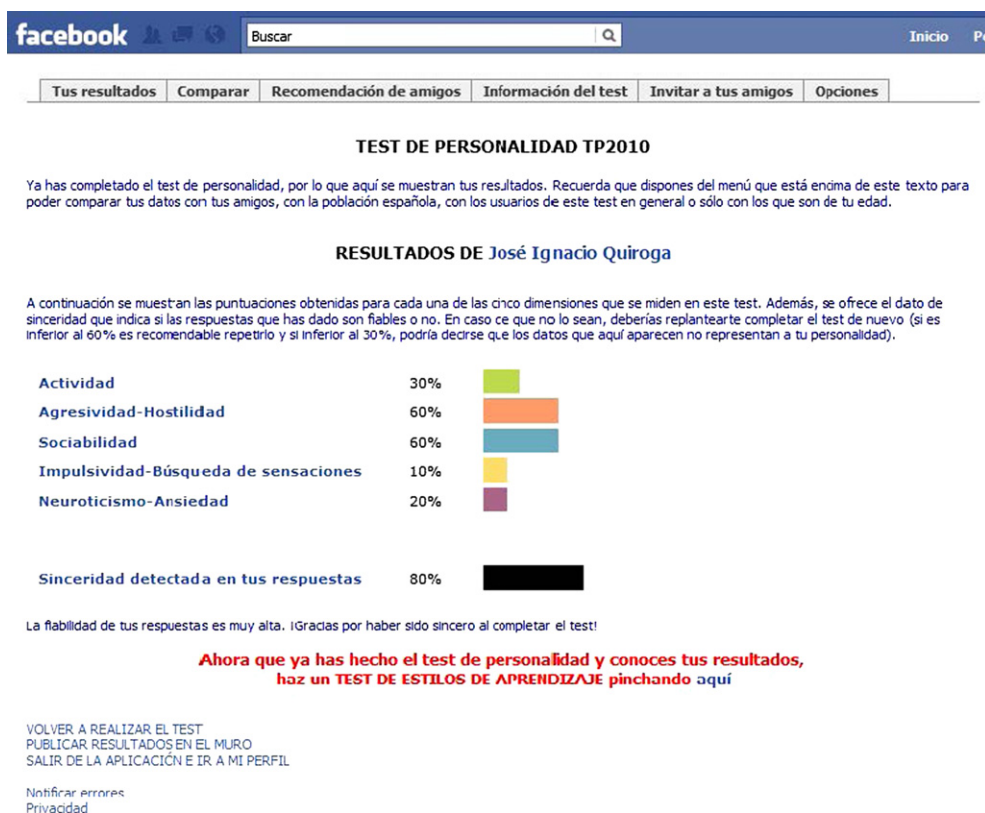 facebook Buscar Inicio
Tus resultados Comparar Recomendación de amigos Información del test Invitar a tus amigos Opciones
TEST DE PERSONALIDAD TP2010
Ya has completado el test de personalidad, por lo que aquí se muestran tus resultados. Recuerda que dispones del menú que está encima de este texto para
poder comparar tus datos con tus amigos, con la población española, con los usuarios de este test en general o sólo con los que son de tu edad.
RESULTADOS DE José Ignacio Quiroga
A continuación se muestran las puntuaciones obtenidas para cada una de las cinco dimensiones que se miden en este test. Además, se ofrece el dato de
sinceridad que indica si las respuestas que has dado son fiables o no. En caso ce que no lo sean, deberías replantearte completar el test de nuevo (si es
inferior al 60% es recomendable repetirlo y si inferior al 30%, podría decirse que los datos que aquí aparecen no representan a tu personalidad).
Actividad 30%
Agresividad-Hostilidad 60%
Sociabilidad 60%
Impulsividad-Búsqueda de sensaciones 10%
Neuroticismo-Ansiedad 20%
Sinceridad detectada en tus respuestas 80%
La fiabilidad de tus respuestas es muy alta. ¡Gracias por haber sido sincero al completar el test!
Ahora que ya has hecho el test de personalidad y conoces tus resultados,
haz un TEST DE ESTILOS DE APRENDIZAJE pinchando aquí
VOLVER A REALIZAR EL TEST
PUBLICAR RESULTADOS EN EL MURO
SALIR DE LA APLICACIÓN E IR A MI PERFIL
Notificar errores
Privacidad